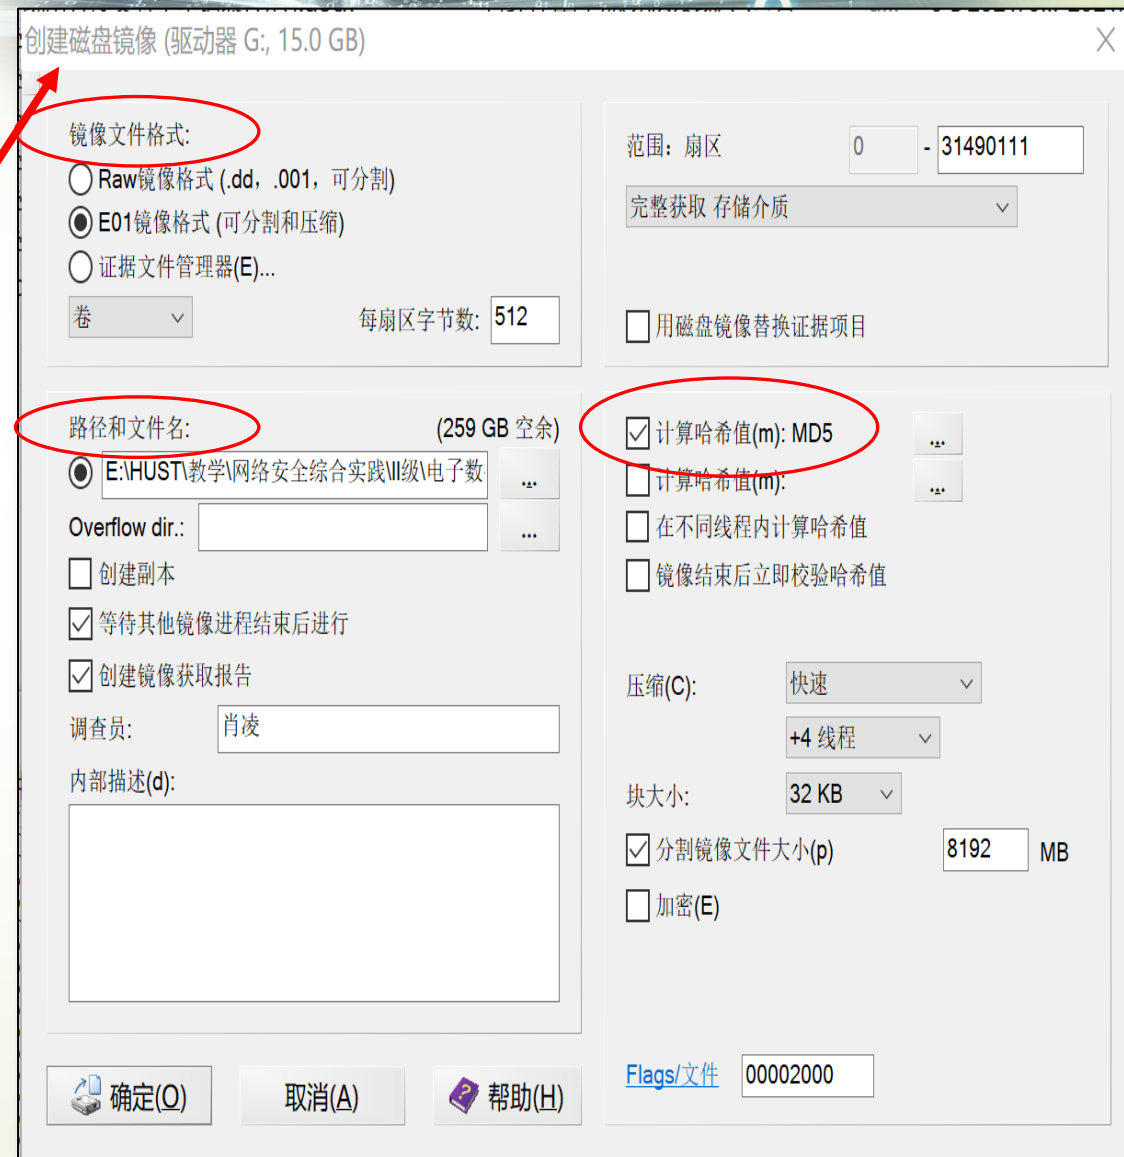 创建磁盘镜像 (驱动器 G:, 15.0 GB)
镜像文件格式:
Raw镜像格式 (.dd，.001，可分割)
E01镜像格式 (可分割和压缩)
证据文件管理器(E)...
卷
每扇区字节数: 512
范围：扇区 0 - 31490111
完整获取 存储介质
用磁盘镜像替换证据项目
路径和文件名: (259 GB 空余)
E:\HUST\教学\网络安全综合实践\II级\电子数
...
Overflow dir.:
...
创建副本
等待其他镜像进程结束后进行
创建镜像获取报告
调查员: 肖凌
内部描述(d):
计算哈希值(m): MD5
...
计算哈希值(m):
...
在不同线程内计算哈希值
镜像结束后立即校验哈希值
压缩(C): 快速
+4 线程
块大小: 32 KB
分割镜像文件大小(p) 8192 MB
加密(E)
Flags/文件 00002000
确定(O) 取消(A) 帮助(H)